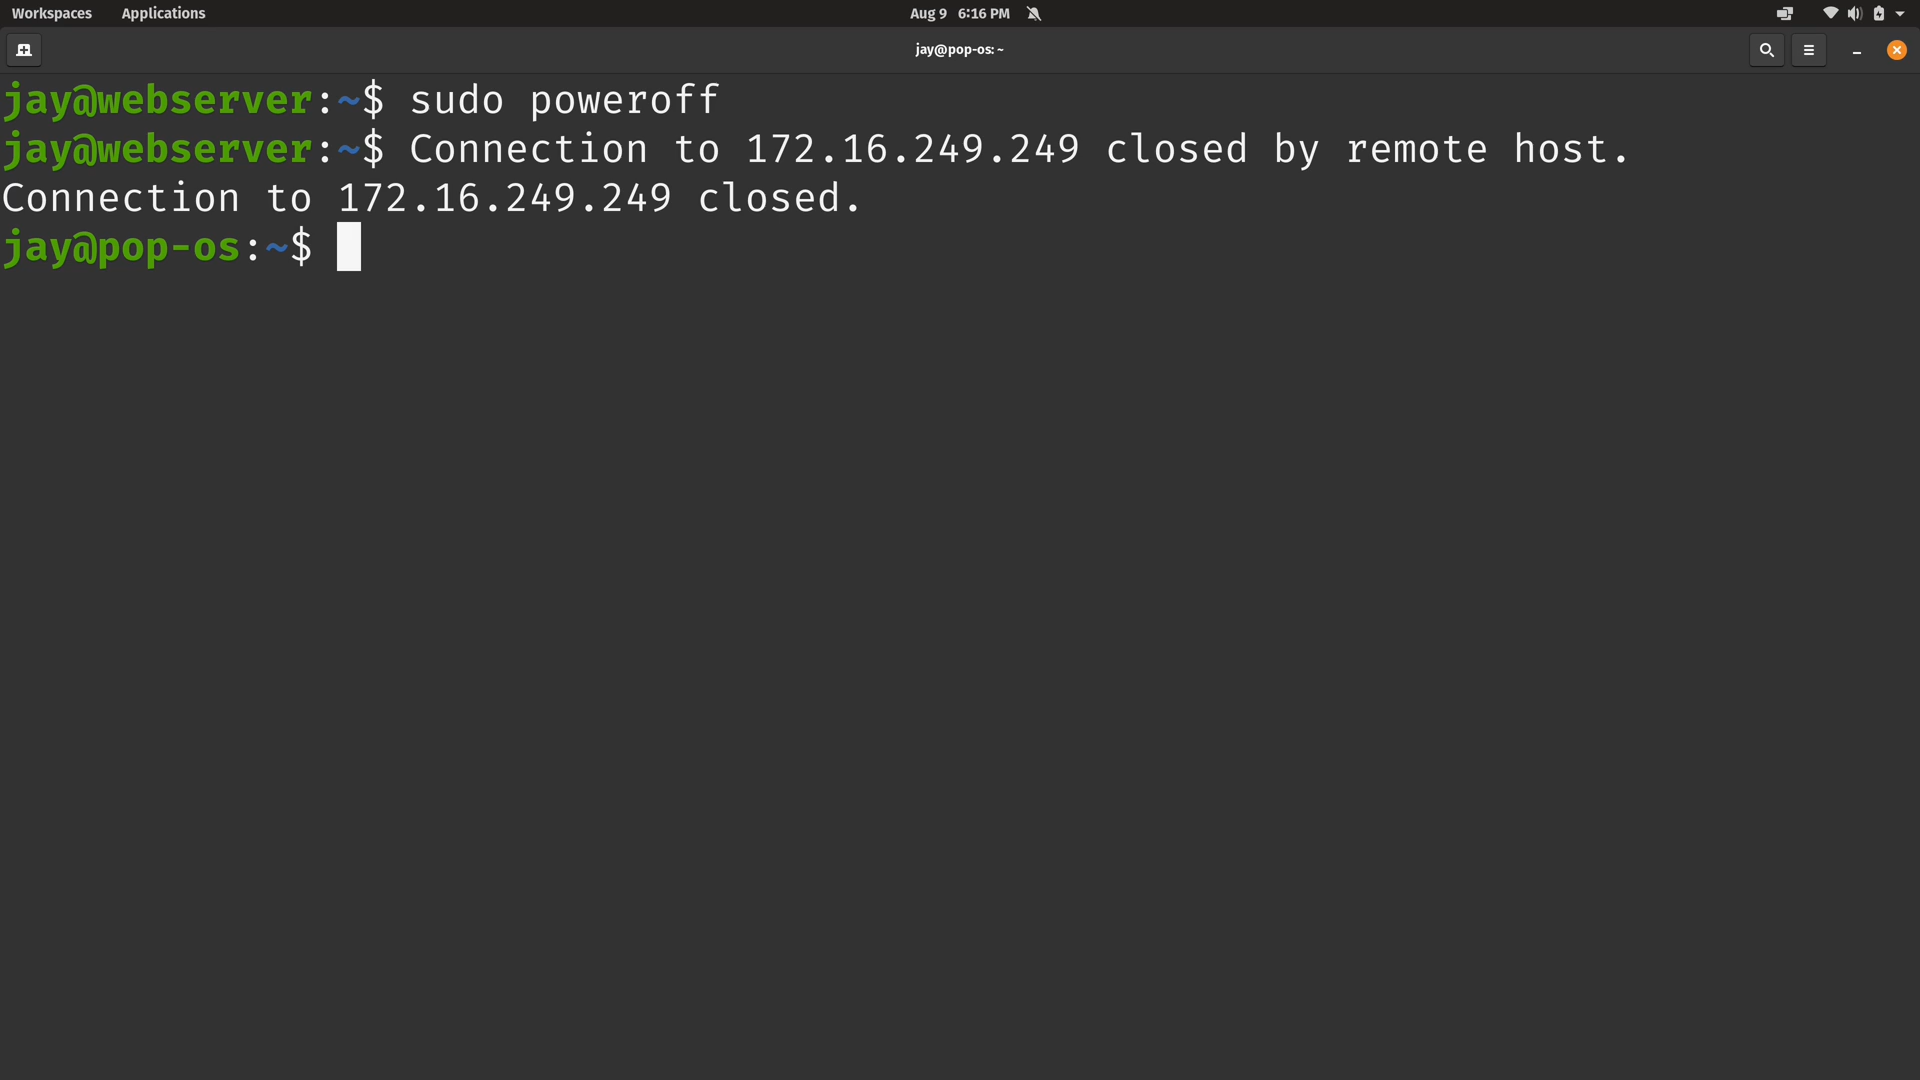 Workspaces Applications Aug 9 6:16 PM
jay@pop-os: ~
jay@webserver:~$ sudo poweroff
jay@webserver:~$ Connection to 172.16.249.249 closed by remote host.
Connection to 172.16.249.249 closed.
jay@pop-os:~$